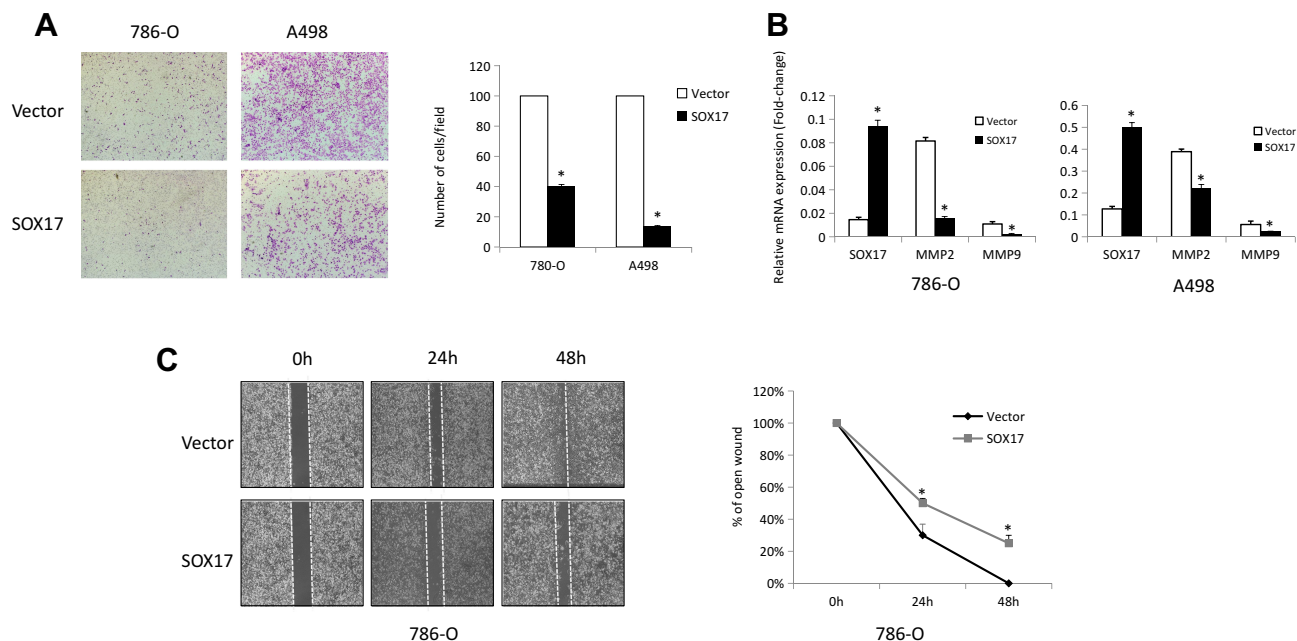 A
786-O
A498
Vector
SOX17
Number of cells/field
120
100
80
60
40
20
0
*
*
780-O
A498
Vector
SOX17
B
Relative mRNA expression (Fold-change)
0.12
0.1
0.08
0.06
0.04
0.02
0
*
*
*
SOX17
MMP2
MMP9
Vector
SOX17
786-O
0.6
0.5
0.4
0.3
0.2
0.1
0
*
*
*
SOX17
MMP2
MMP9
Vector
SOX17
A498
C
0h
24h
48h
Vector
SOX17
786-O
% of open wound
120%
100%
80%
60%
40%
20%
0%
*
*
0h
24h
48h
Vector
SOX17
786-O